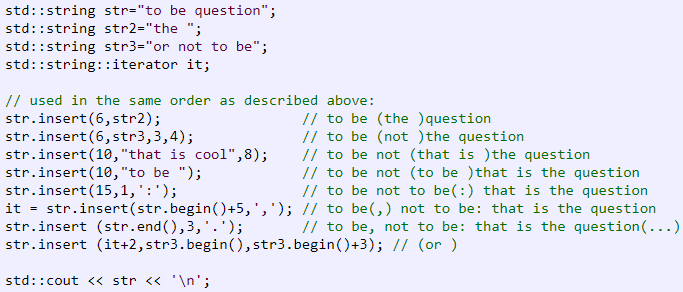 std::string str="to be question";
std::string str2="the ";
std::string str3="or not to be";
std::string::iterator it;

// used in the same order as described above:
str.insert(6,str2);                 // to be (the )question
str.insert(6,str3,3,4);             // to be (not )the question
str.insert(10,"that is cool",8);    // to be not (that is )the question
str.insert(10,"to be ");            // to be not (to be )that is the question
str.insert(15,1,':');               // to be not to be(:) that is the question
it = str.insert(str.begin()+5,','); // to be(,) not to be: that is the question
str.insert (str.end(),3,'.');       // to be, not to be: that is the question(...)
str.insert (it+2,str3.begin(),str3.begin()+3); // (or )

std::cout << str << '\n';